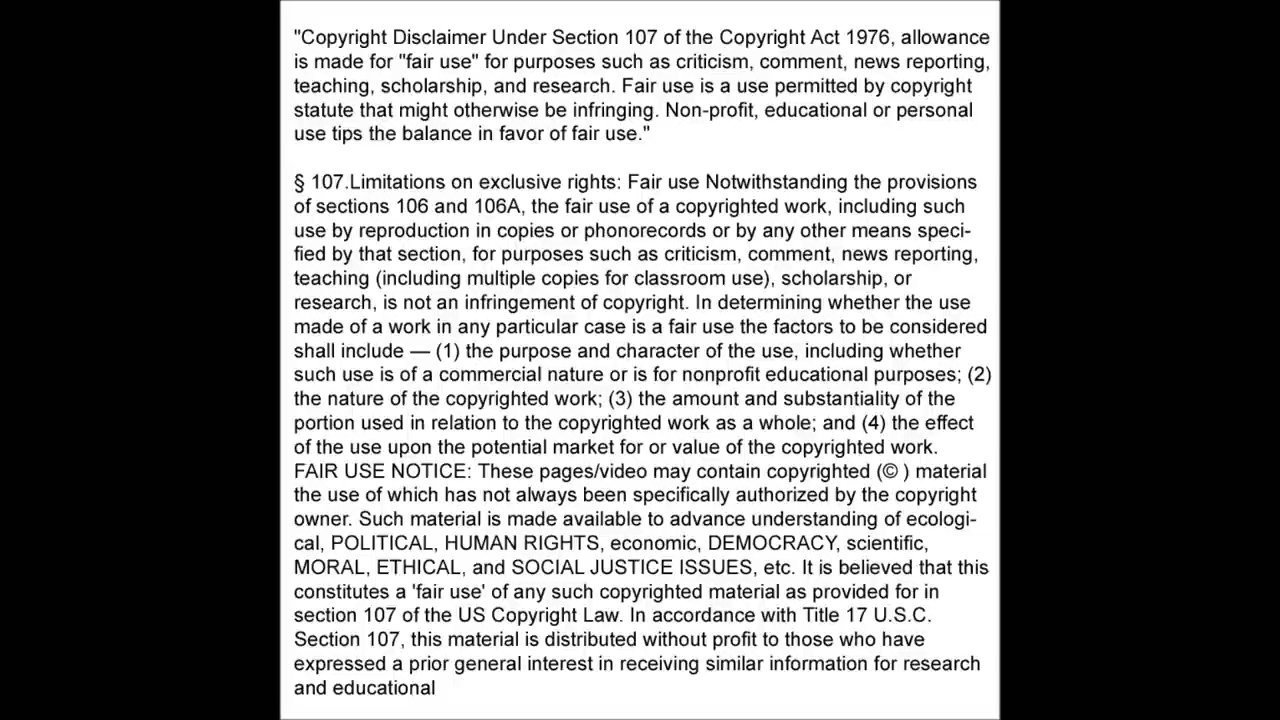 "Copyright Disclaimer Under Section 107 of the Copyright Act 1976, allowance
is made for "fair use" for purposes such as criticism, comment, news reporting,
teaching, scholarship, and research. Fair use is a use permitted by copyright
statute that might otherwise be infringing. Non-profit, educational or personal
use tips the balance in favor of fair use."
§ 107.Limitations on exclusive rights: Fair use Notwithstanding the provisions
of sections 106 and 106A, the fair use of a copyrighted work, including such
use by reproduction in copies or phonorecords or by any other means speci-
fied by that section, for purposes such as criticism, comment, news reporting,
teaching (including multiple copies for classroom use), scholarship, or
research, is not an infringement of copyright. In determining whether the use
made of a work in any particular case is a fair use the factors to be considered
shall include — (1) the purpose and character of the use, including whether
such use is of a commercial nature or is for nonprofit educational purposes; (2)
the nature of the copyrighted work; (3) the amount and substantiality of the
portion used in relation to the copyrighted work as a whole; and (4) the effect
of the use upon the potential market for or value of the copyrighted work.
FAIR USE NOTICE: These pages/video may contain copyrighted (© ) material
the use of which has not always been specifically authorized by the copyright
owner. Such material is made available to advance understanding of ecologi-
cal, POLITICAL, HUMAN RIGHTS, economic, DEMOCRACY, scientific,
MORAL, ETHICAL, and SOCIAL JUSTICE ISSUES, etc. It is believed that this
constitutes a 'fair use' of any such copyrighted material as provided for in
section 107 of the US Copyright Law. In accordance with Title 17 U.S.C.
Section 107, this material is distributed without profit to those who have
expressed a prior general interest in receiving similar information for research
and educational